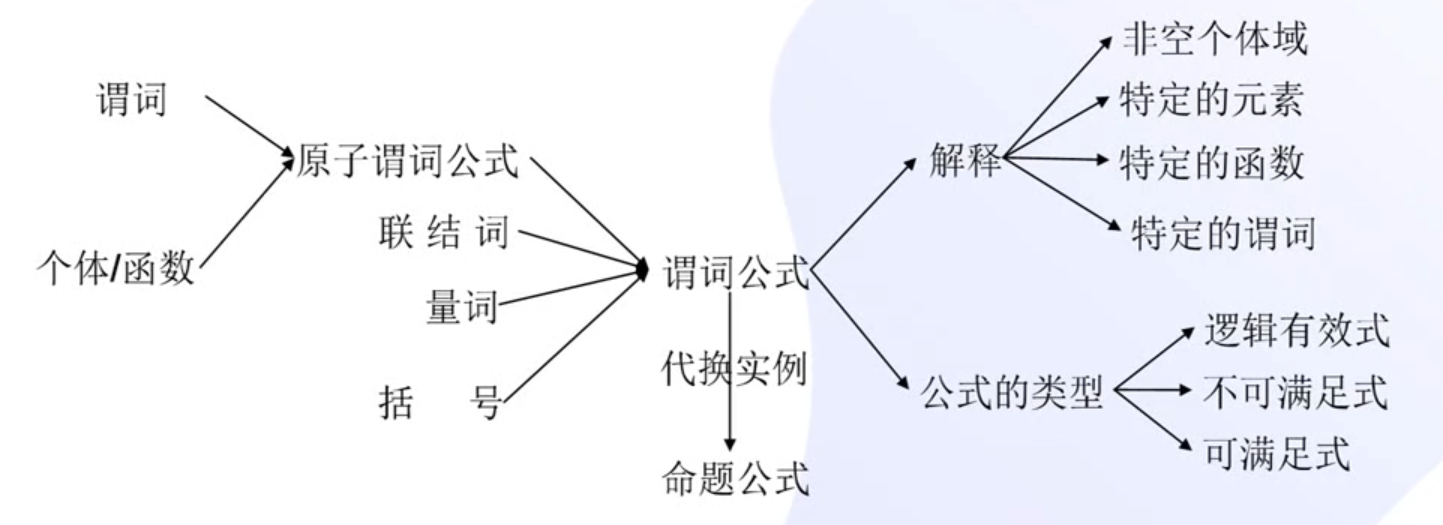 谓词
个体/函数
原子谓词公式
联 结 词
量词
括 号
谓词公式
代换实例
命题公式
解释
非空个体域
特定的元素
特定的函数
特定的谓词
公式的类型
逻辑有效式
不可满足式
可满足式